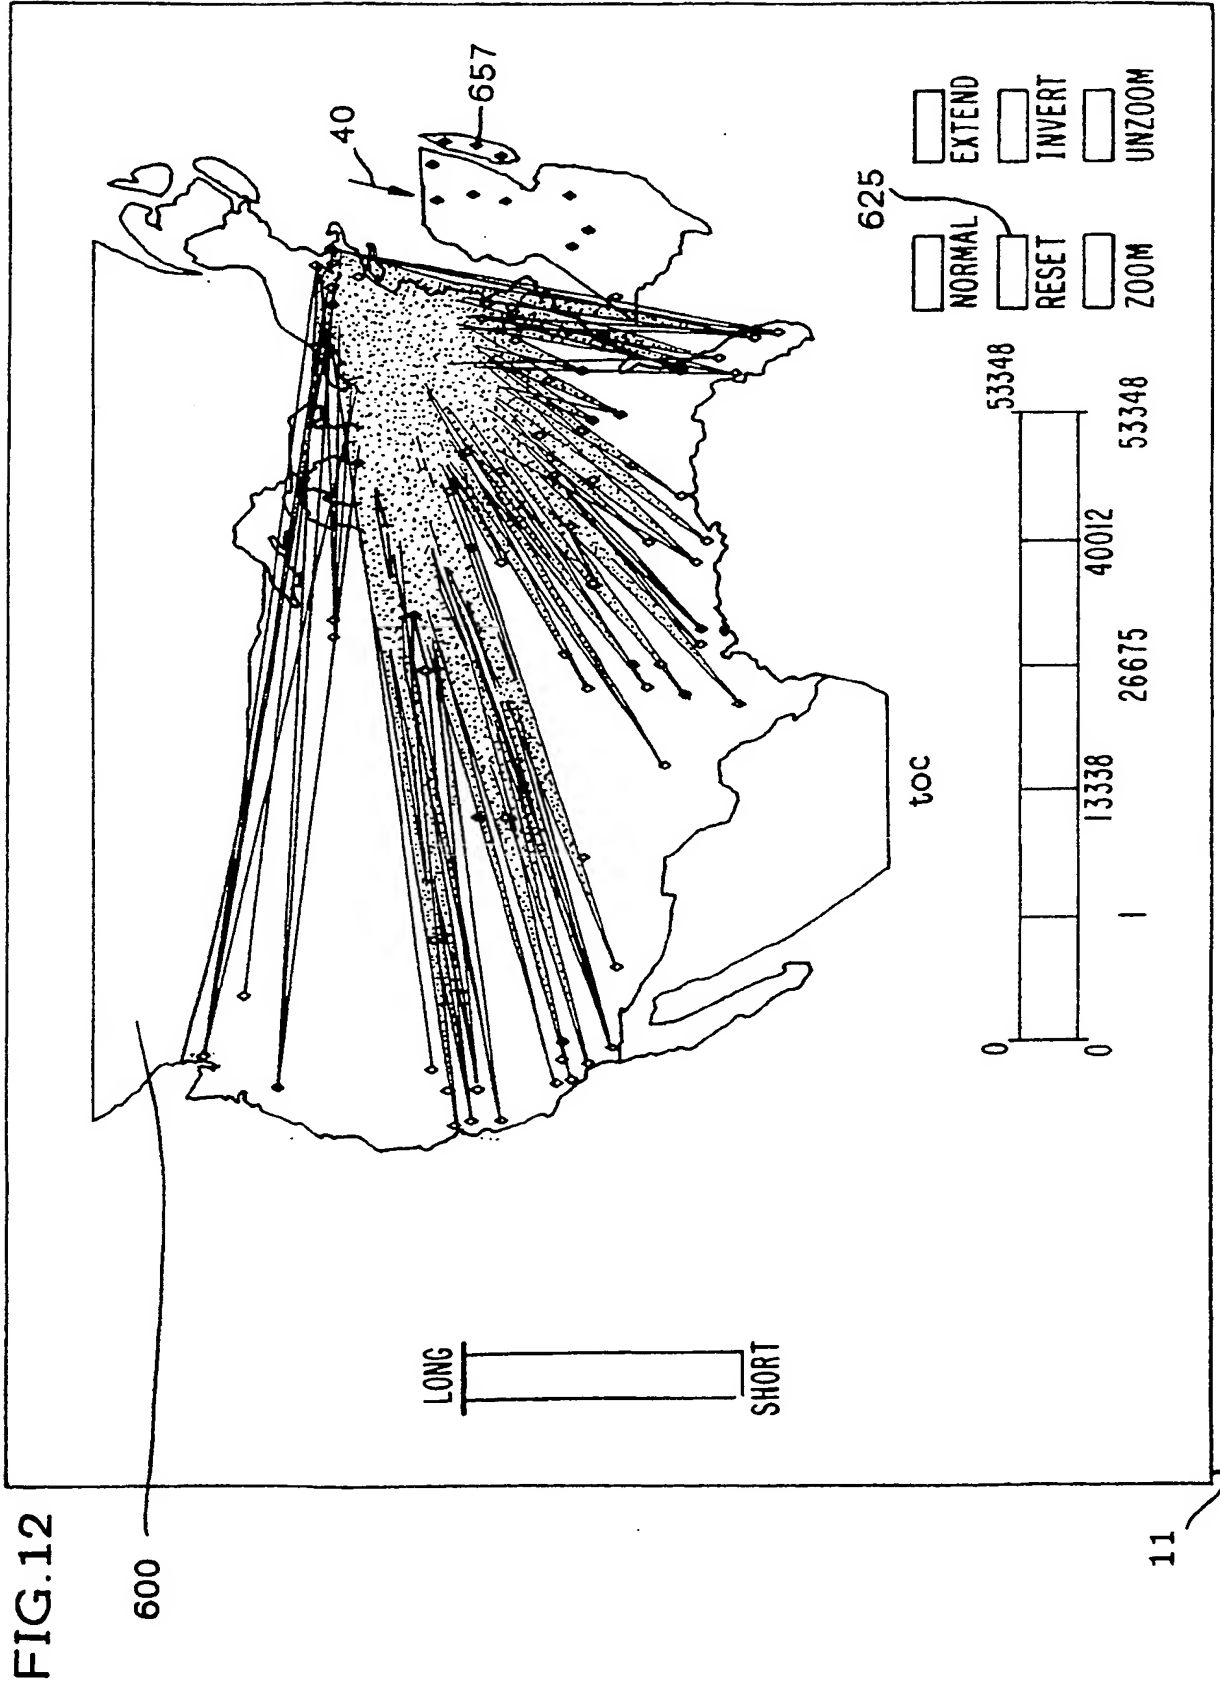 FIG.12
600
11
LONG
SHORT
40
657
toc
0
53348
0
1
13338
26675
40012
53348
625
NORMAL
EXTEND
RESET
INVERT
ZOOM
UNZOOM